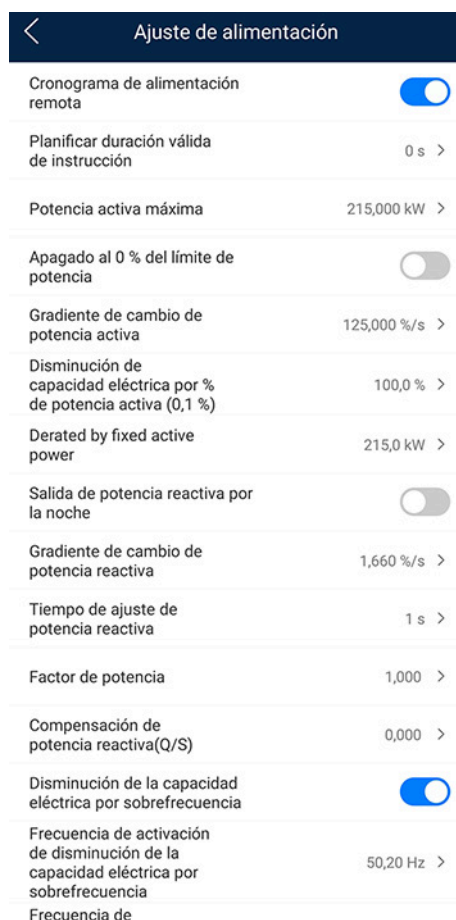 Ajuste de alimentación
Cronograma de alimentación
remota
Planificar duración válida
de instrucción
0 s
Potencia activa máxima
215,000 kW
Apagado al 0 % del límite de
potencia
Gradiente de cambio de
potencia activa
125,000 %/s
Disminución de
capacidad eléctrica por %
de potencia activa (0,1 %)
100,0 %
Derated by fixed active
power
215,0 kW
Salida de potencia reactiva por
la noche
Gradiente de cambio de
potencia reactiva
1,660 %/s
Tiempo de ajuste de
potencia reactiva
1 s
Factor de potencia
1,000
Compensación de
potencia reactiva(Q/S)
0,000
Disminución de la capacidad
eléctrica por sobrefrecuencia
Frecuencia de activación
de disminución de la
capacidad eléctrica por
sobrefrecuencia
50,20 Hz
Frecuencia de